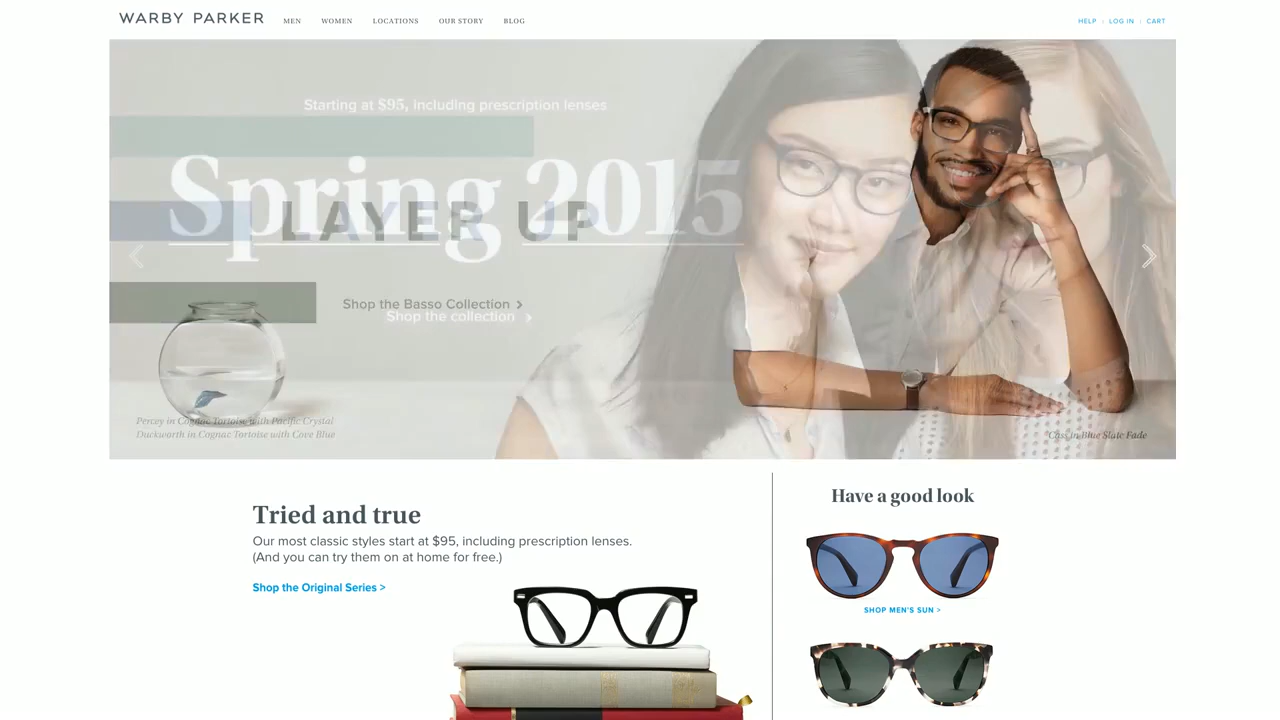 WARBY PARKER
MEN WOMEN LOCATIONS OUR STORY BLOG
HELP | LOG IN | CART
Starting at $95, including prescription lenses
Spring 2015
LAYER UP
Shop the Basso Collection >
Shop the collection >
Percey in Cognac Tortoise with Pacific Crystal
Duckworth in Cognac Tortoise with Cove Blue
Cass in Blue Slate Fade
Tried and true
Our most classic styles start at $95, including prescription lenses.
(And you can try them on at home for free.)
Shop the Original Series >
Have a good look
SHOP MEN'S SUN >